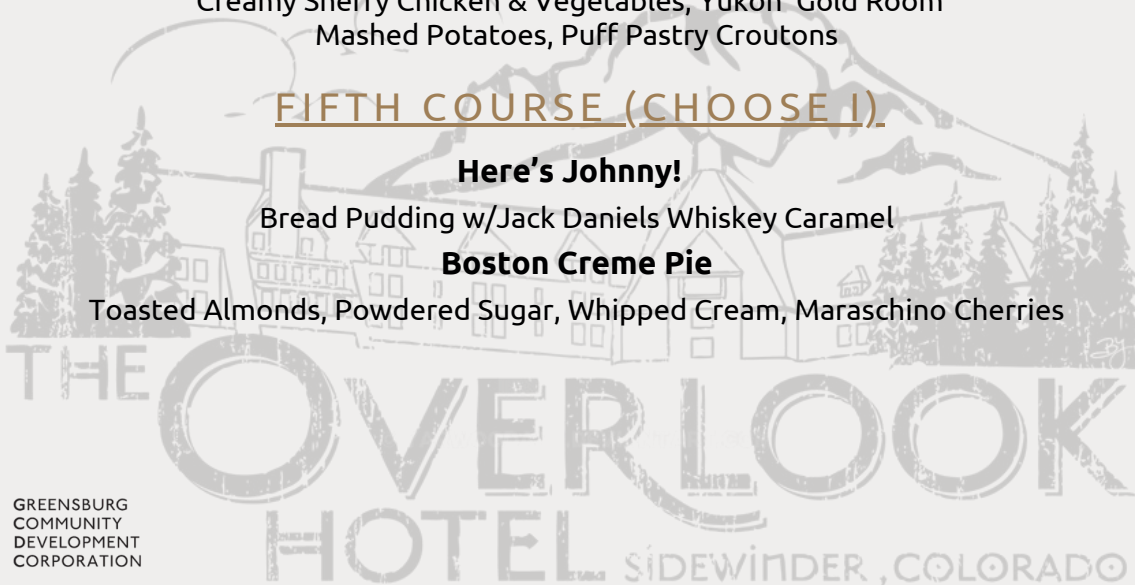 Creamy Sherry Chicken & Vegetables, Yukon "Gold Room
Mashed Potatoes, Puff Pastry Croutons
FIFTH COURSE (CHOOSE I)
Here’s Johnny!
Bread Pudding w/Jack Daniels Whiskey Caramel
Boston Creme Pie
Toasted Almonds, Powdered Sugar, Whipped Cream, Maraschino Cherries
THE
OVERLOOK
HOTEL
SIDEWINDER, COLORADO
GREENSBURG
COMMUNITY
DEVELOPMENT
CORPORATION